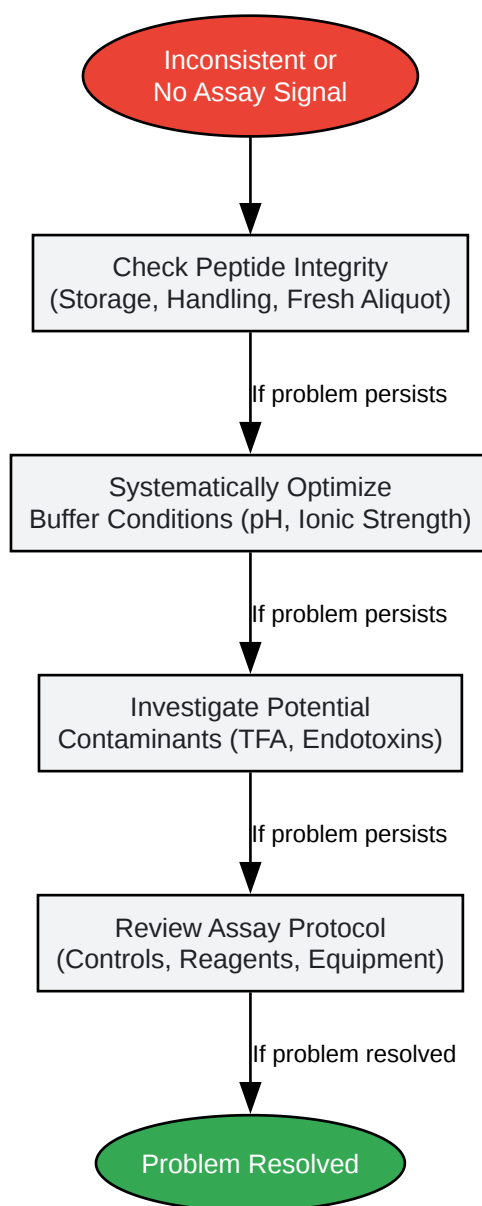 Inconsistent or
No Assay Signal
Check Peptide Integrity
(Storage, Handling, Fresh Aliquot)
If problem persists
Systematically Optimize
Buffer Conditions (pH, Ionic Strength)
If problem persists
Investigate Potential
Contaminants (TFA, Endotoxins)
If problem persists
Review Assay Protocol
(Controls, Reagents, Equipment)
If problem resolved
Problem Resolved